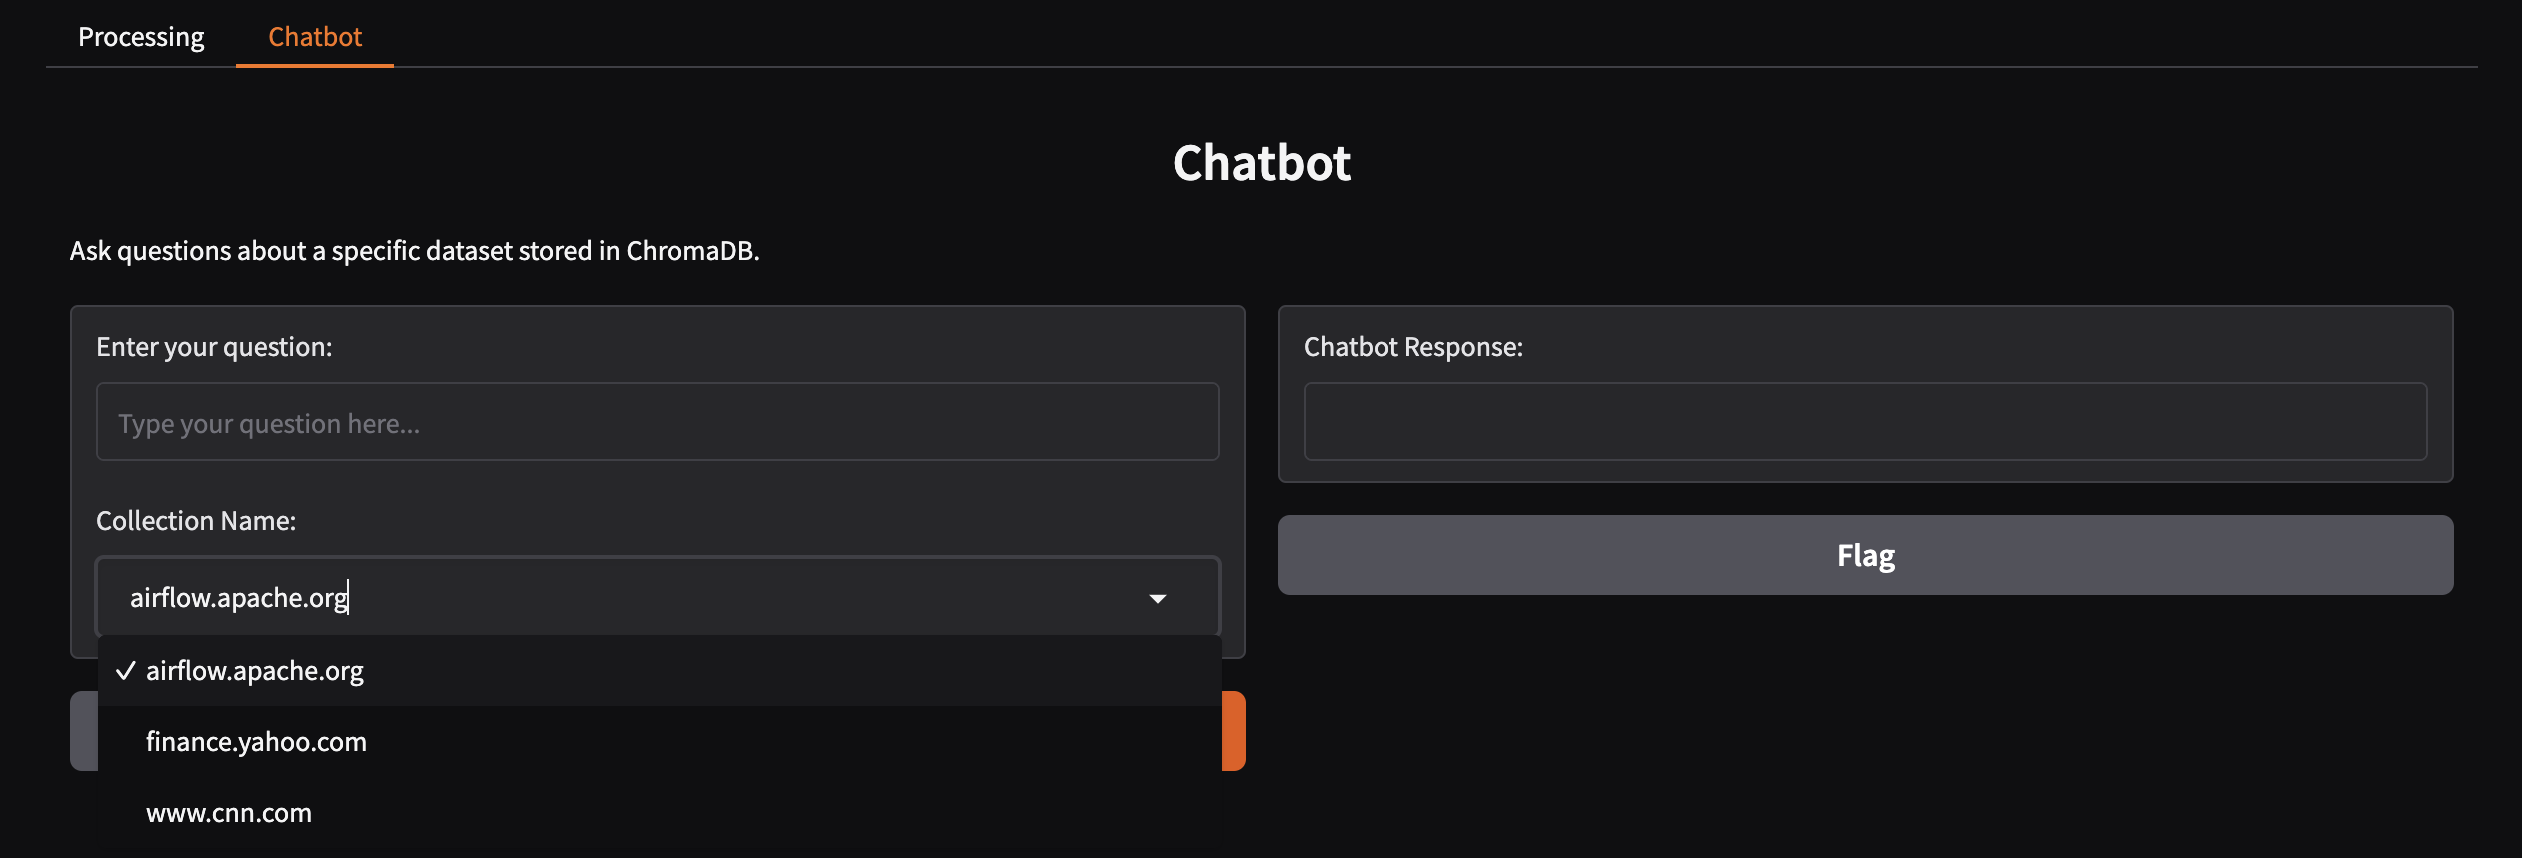 Processing
Chatbot
Chatbot
Ask questions about a specific dataset stored in ChromaDB.
Enter your question:
Type your question here...
Collection Name:
airflow.apache.org
airflow.apache.org
finance.yahoo.com
www.cnn.com
Chatbot Response:
Flag